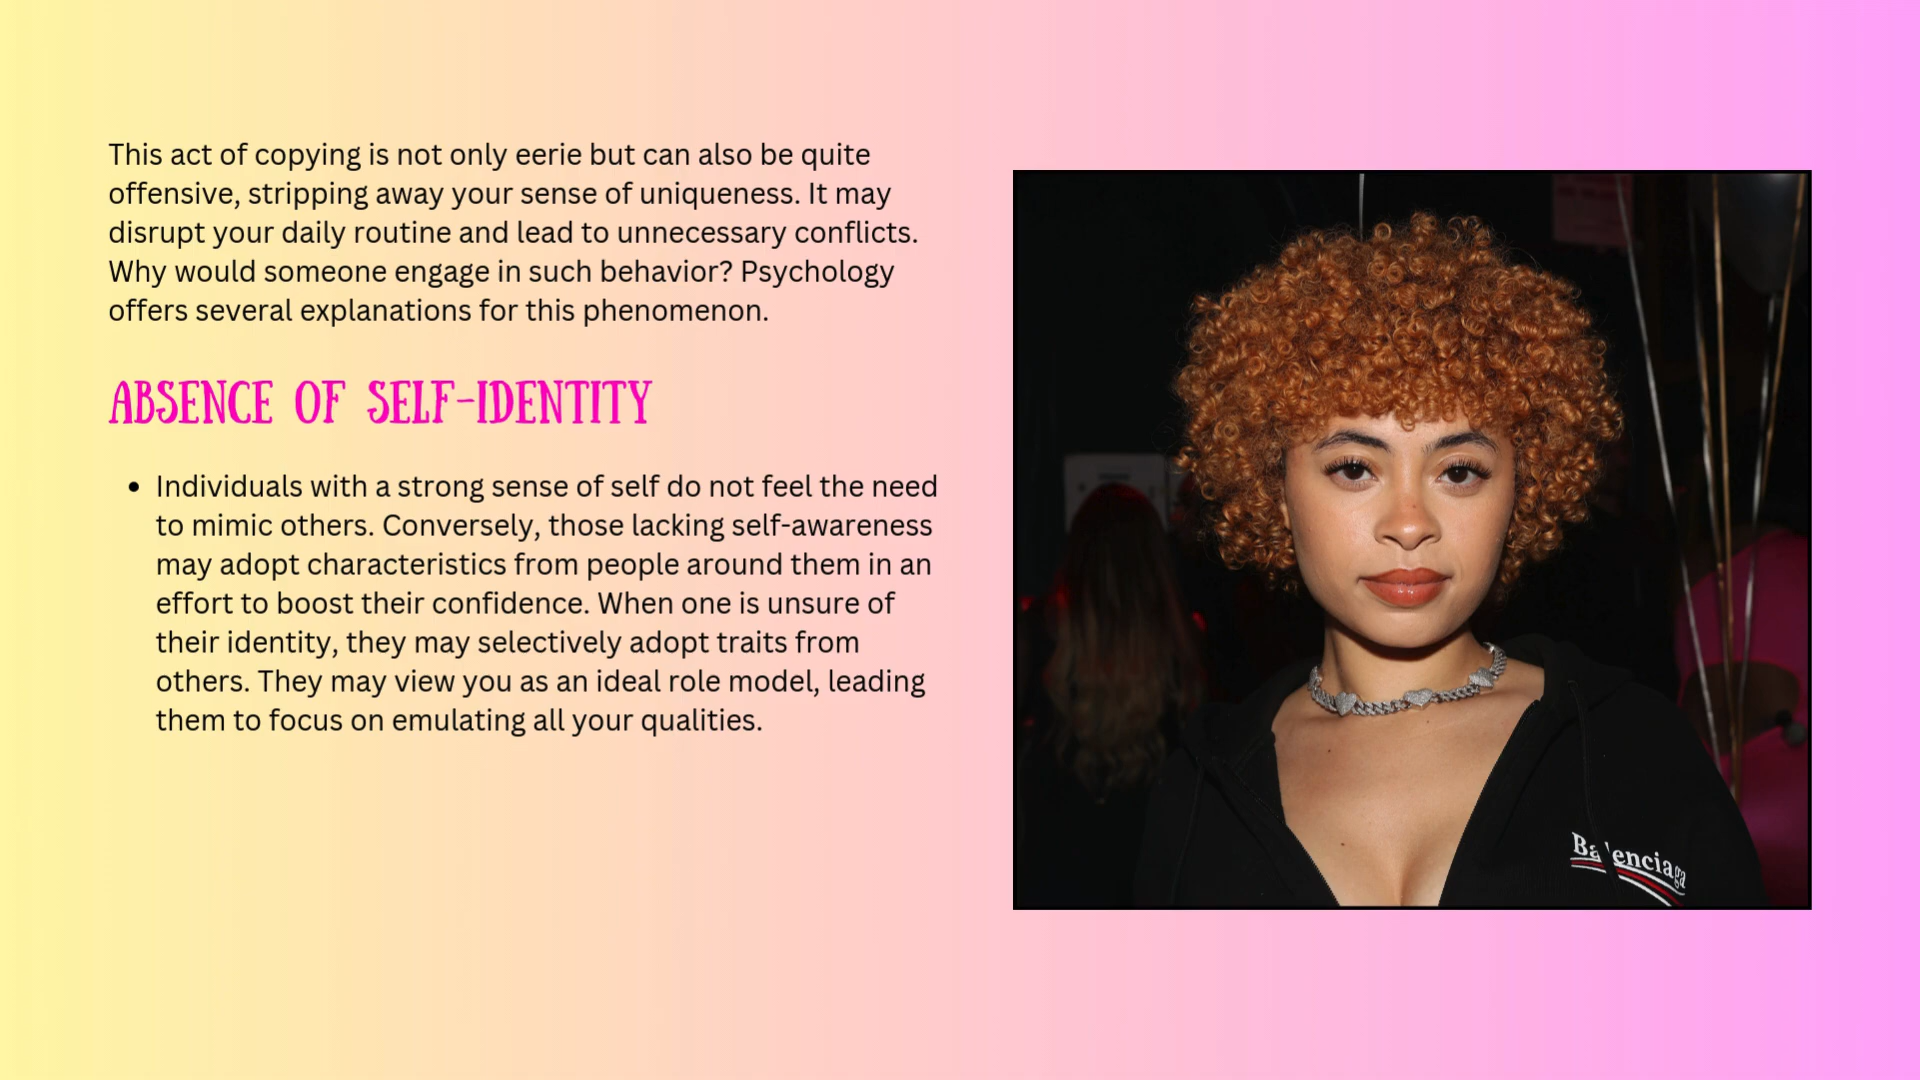 This act of copying is not only eerie but can also be quite
offensive, stripping away your sense of uniqueness. It may
disrupt your daily routine and lead to unnecessary conflicts.
Why would someone engage in such behavior? Psychology
offers several explanations for this phenomenon.
ABSENCE OF SELF-IDENTITY
• Individuals with a strong sense of self do not feel the need
to mimic others. Conversely, those lacking self-awareness
may adopt characteristics from people around them in an
effort to boost their confidence. When one is unsure of
their identity, they may selectively adopt traits from
others. They may view you as an ideal role model, leading
them to focus on emulating all your qualities.
Balenciaga